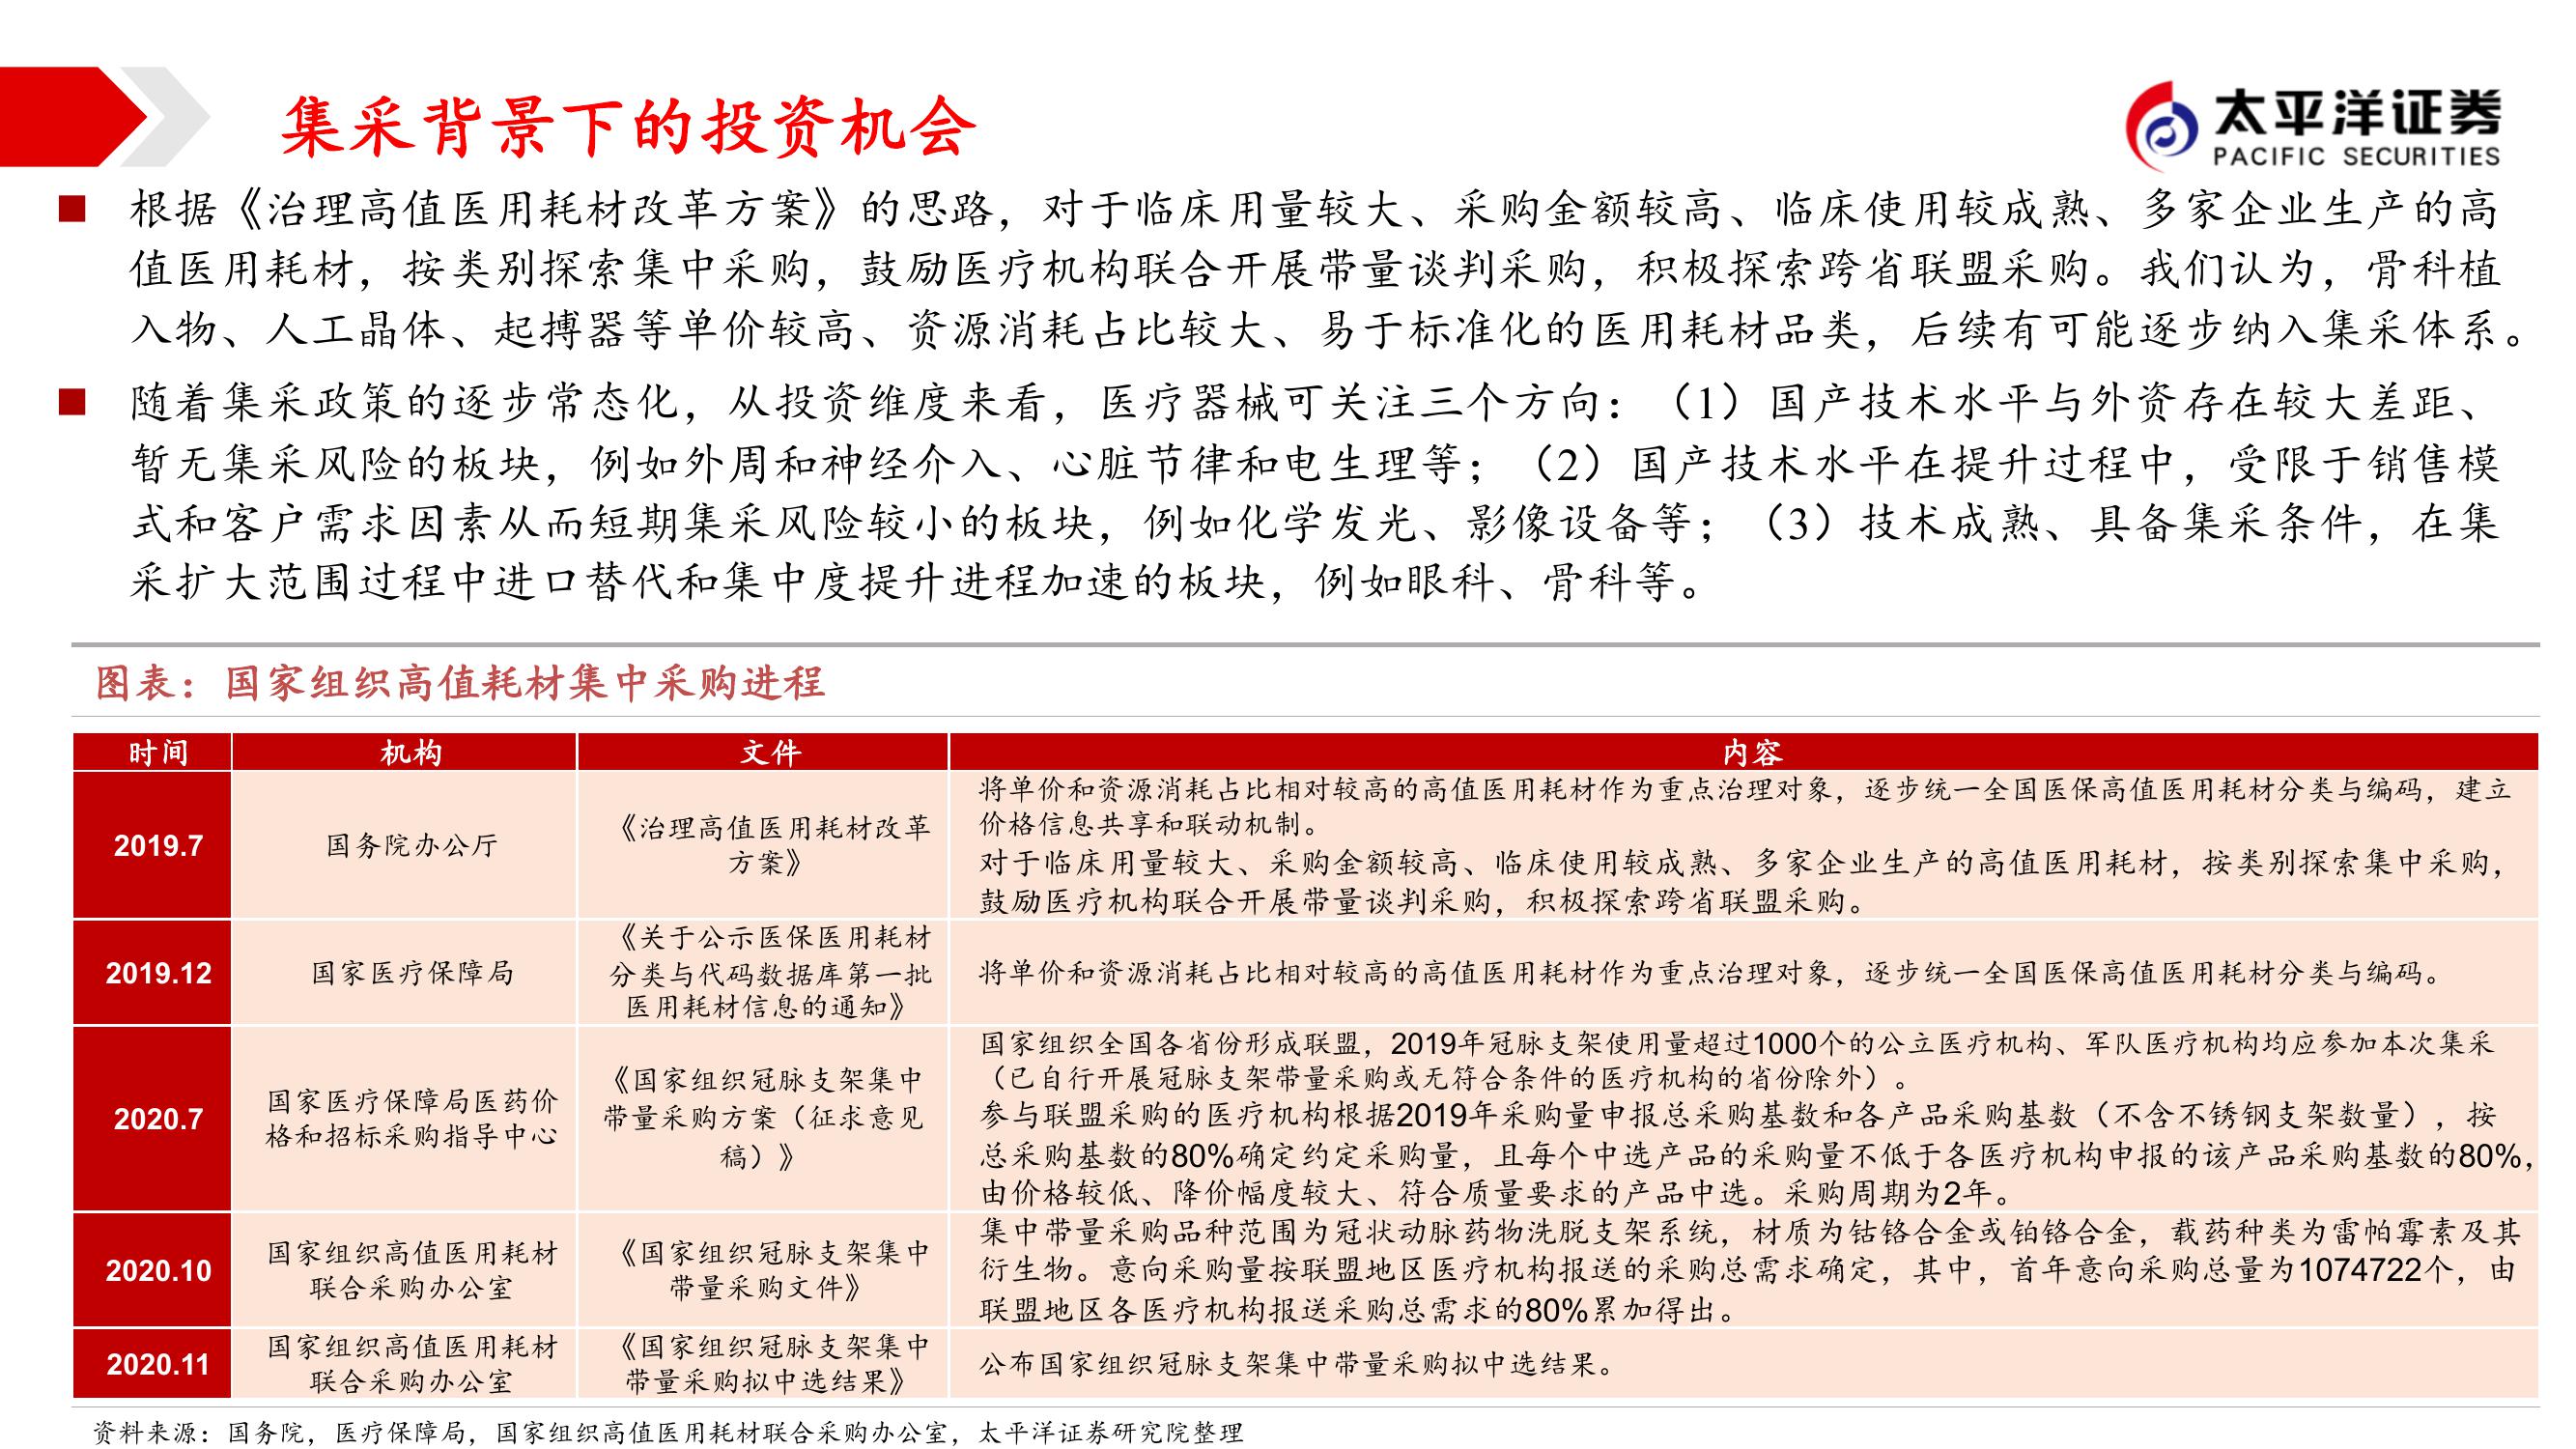 集采背景下的投资机会
太平洋证券
PACIFIC SECURITIES
根据《治理高值医用耗材改革方案》的思路，对于临床用量较大、采购金额较高、临床使用较成熟、多家企业生产的高
值医用耗材，按类别探索集中采购，鼓励医疗机构联合开展带量谈判采购，积极探索跨省联盟采购。我们认为，骨科植
入物、人工晶体、起搏器等单价较高、资源消耗占比较大、易于标准化的医用耗材品类，后续有可能逐步纳入集采体系。
随着集采政策的逐步常态化，从投资维度来看，医疗器械可关注三个方向：（1）国产技术水平与外资存在较大差距、
暂无集采风险的板块，例如外周和神经介入、心脏节律和电生理等；（2）国产技术水平在提升过程中，受限于销售模
式和客户需求因素从而短期集采风险较小的板块，例如化学发光、影像设备等；（3）技术成熟、具备集采条件，在集
采扩大范围过程中进口替代和集中度提升进程加速的板块，例如眼科、骨科等。
图表：国家组织高值耗材集中采购进程
时间 机构 文件 内容
2019.7
国务院办公厅
《治理高值医用耗材改革
方案》
将单价和资源消耗占比相对较高的高值医用耗材作为重点治理对象，逐步统一全国医保高值医用耗材分类与编码，建立
价格信息共享和联动机制。
对于临床用量较大、采购金额较高、临床使用较成熟、多家企业生产的高值医用耗材，按类别探索集中采购，
鼓励医疗机构联合开展带量谈判采购，积极探索跨省联盟采购。
2019.12
国家医疗保障局
《关于公示医保医用耗材
分类与代码数据库第一批
医用耗材信息的通知》
将单价和资源消耗占比相对较高的高值医用耗材作为重点治理对象，逐步统一全国医保高值医用耗材分类与编码。
2020.7
国家医疗保障局医药价
格和招标采购指导中心
《国家组织冠脉支架集中
带量采购方案（征求意见
稿）》
国家组织全国各省份形成联盟，2019年冠脉支架使用量超过1000个的公立医疗机构、军队医疗机构均应参加本次集采
（已自行开展冠脉支架带量采购或无符合条件的医疗机构的省份除外）。
参与联盟采购的医疗机构根据2019年采购量申报总采购基数和各产品采购基数（不含不锈钢支架数量），按
总采购基数的80%确定约定采购量，且每个中选产品的采购量不低于各医疗机构申报的该产品采购基数的80%，
由价格较低、降价幅度较大、符合质量要求的产品中选。采购周期为2年。
2020.10
国家组织高值医用耗材
联合采购办公室
《国家组织冠脉支架集中
带量采购文件》
集中带量采购品种范围为冠状动脉药物洗脱支架系统，材质为钴铬合金或铂铬合金，载药种类为雷帕霉素及其
衍生物。意向采购量按联盟地区医疗机构报送的采购总需求确定，其中，首年意向采购总量为1074722个，由
联盟地区各医疗机构报送采购总需求的80%累加得出。
2020.11
国家组织高值医用耗材
联合采购办公室
《国家组织冠脉支架集中
带量采购拟中选结果》
公布国家组织冠脉支架集中带量采购拟中选结果。
资料来源：国务院，医疗保障局，国家组织高值医用耗材联合采购办公室，太平洋证券研究院整理